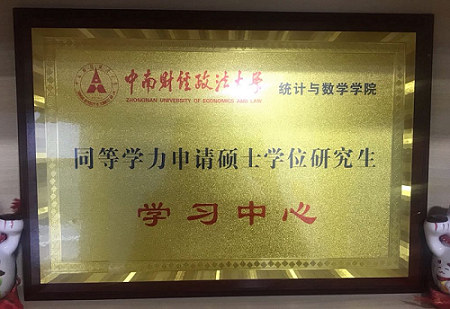 中南财经政法大学 统计与数学学院
ZHONGNAN UNIVERSITY OF ECONOMICS AND LAW
同等学力申请硕士学位研究生
学习中心